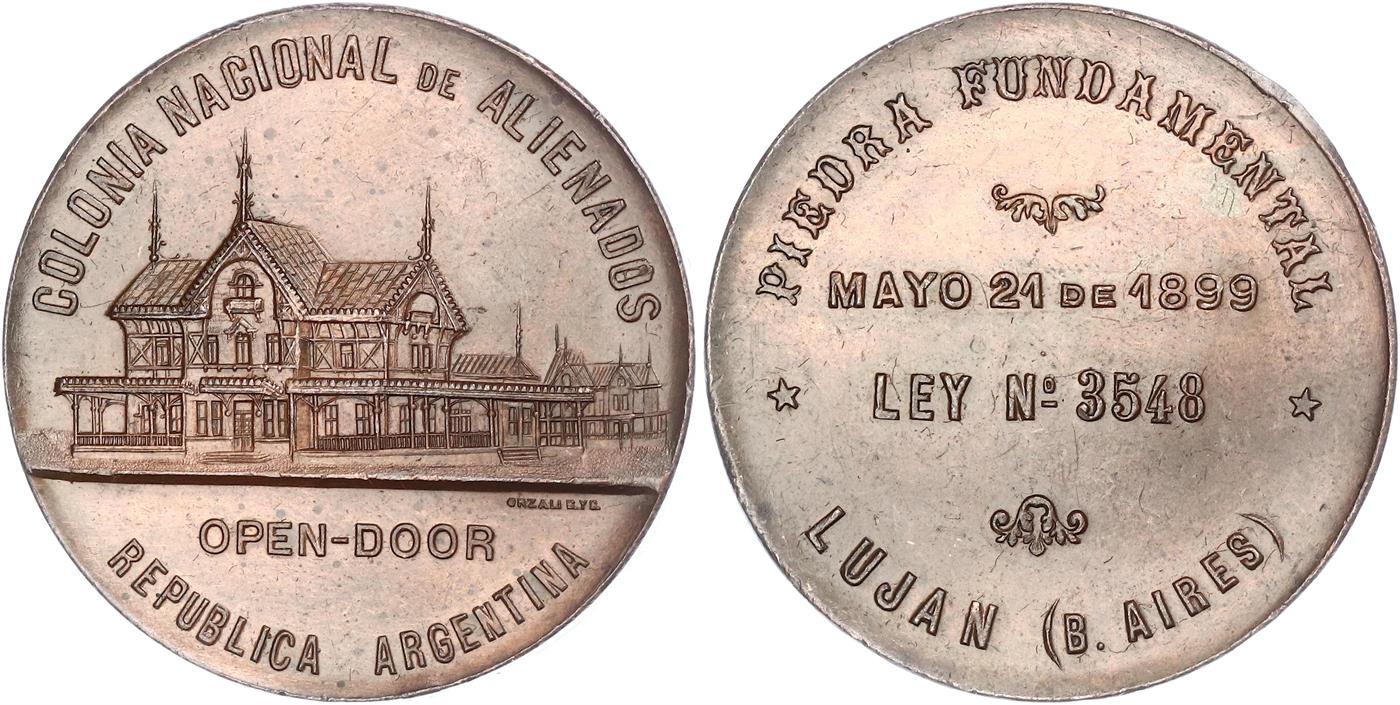 COLONIA NACIONAL DE ALIENADOS
ORZALI B.Y C.
OPEN-DOOR
REPUBLICA ARGENTINA
PIEDRA FUNDAMENTAL
MAYO 21 DE 1899
LEY Nº 3548
LUJAN (B. AIRES)